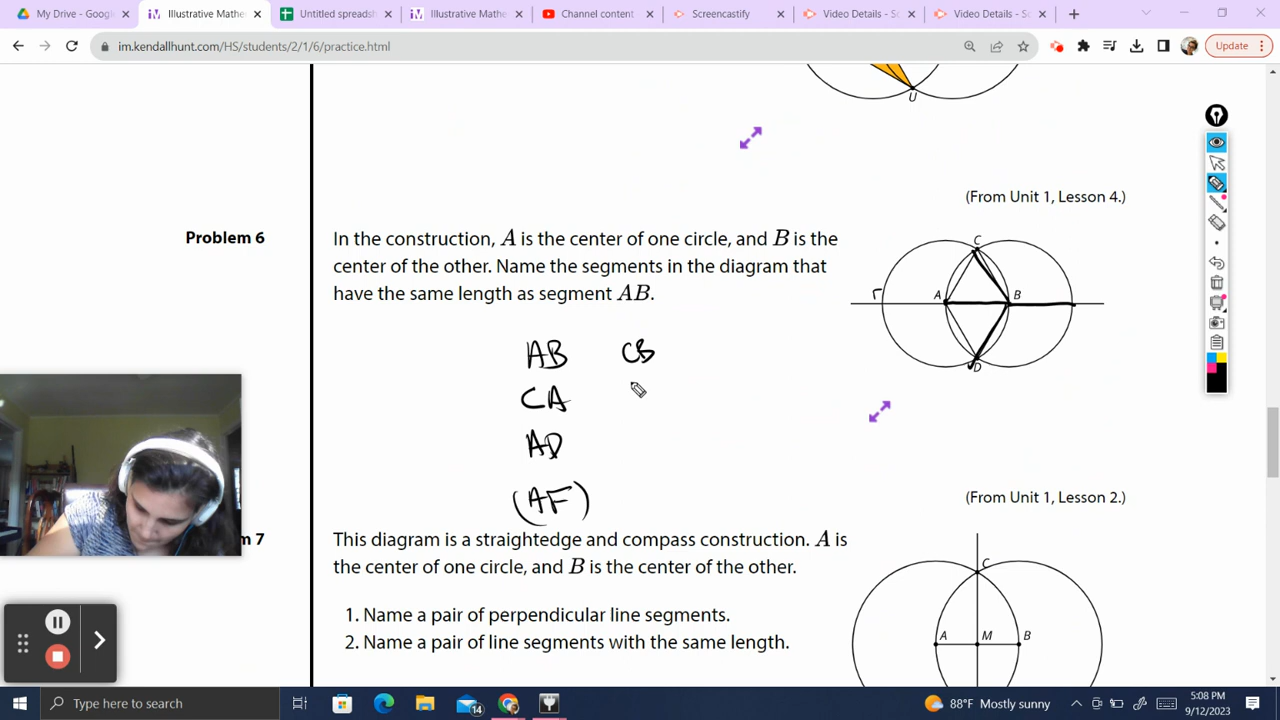 My Drive - Google
Illustrative Mathe
Untitled spreadsh
Illustrative Mathe
Channel content
Screencastify
Video Details - Sc
Video Details - Sc
im.kendallhunt.com/HS/students/2/1/6/practice.html
Update
U
(From Unit 1, Lesson 4.)
Problem 6
In the construction, A is the center of one circle, and B is the
center of the other. Name the segments in the diagram that
have the same length as segment AB.
C
F
A
B
D
AB CB
CA
AD
(AF)
(From Unit 1, Lesson 2.)
m 7
This diagram is a straightedge and compass construction. A is
the center of one circle, and B is the center of the other.
1. Name a pair of perpendicular line segments.
2. Name a pair of line segments with the same length.
C
A
M
B
Type here to search
14
88°F Mostly sunny
5:08 PM
9/12/2023